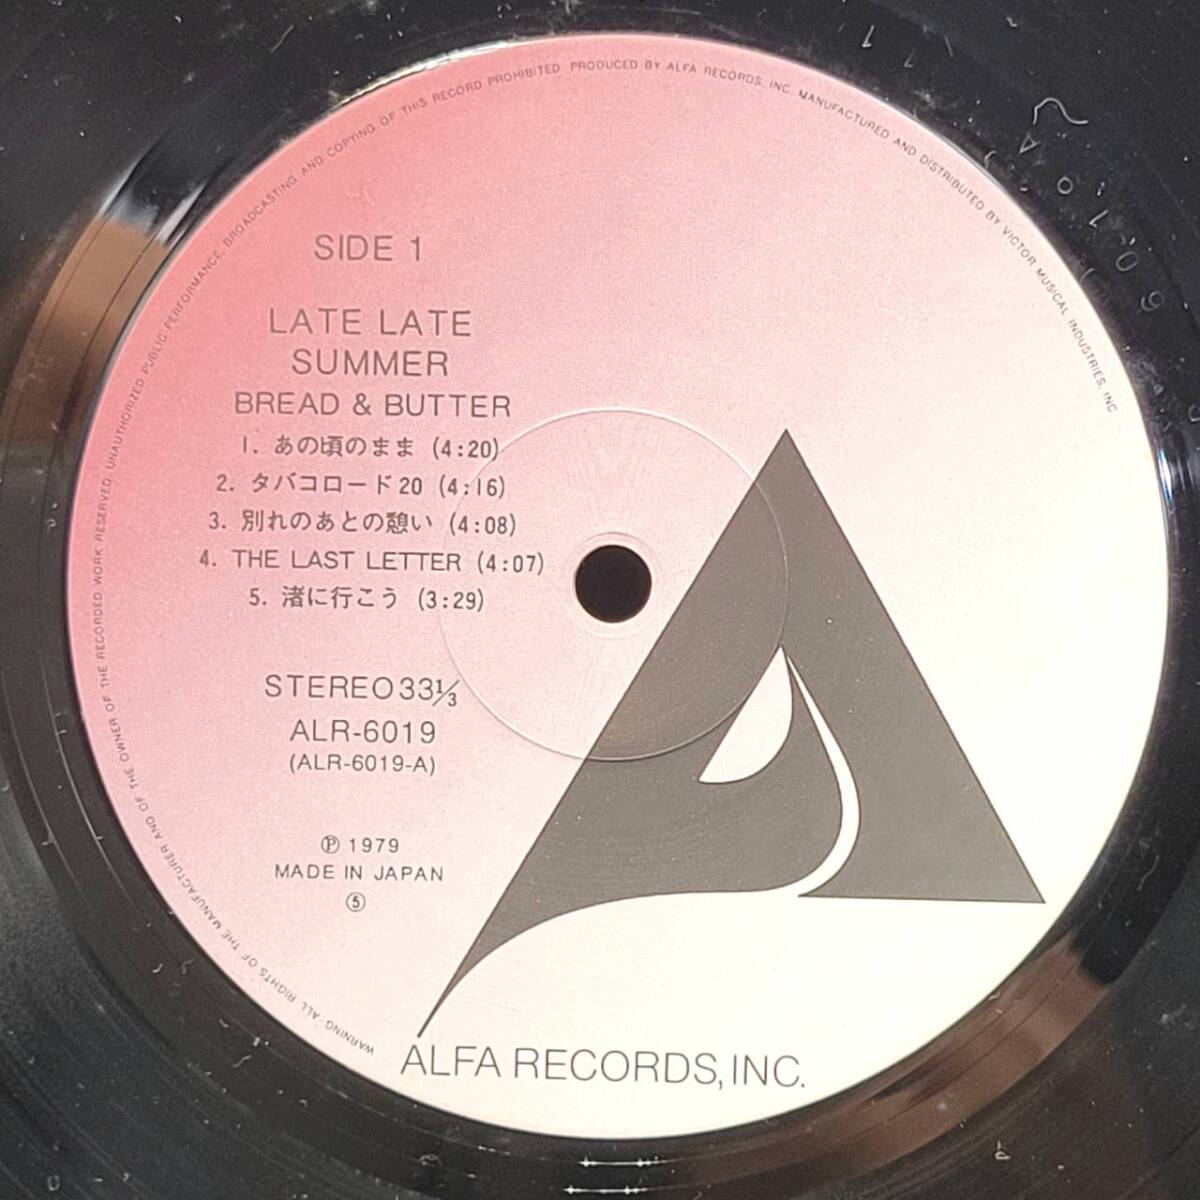 SIDE 1
LATE LATE
SUMMER
BREAD & BUTTER
1. あの頃のまま (4:20)
2. タバコロード20 (4:16)
3. 別れのあとの憩い (4:08)
4. THE LAST LETTER (4:07)
5. 渚に行こう (3:29)
STEREO 33⅓
ALR-6019
(ALR-6019-A)
Ⓟ 1979
MADE IN JAPAN
⑤
ALFA RECORDS, INC.
WARNING-ALL RIGHTS OF THE MANUFACTURER AND OF THE OWNER OF THE RECORDED WORK RESERVED. UNAUTHORIZED PUBLIC PERFORMANCE, BROADCASTING AND COPYING OF THIS RECORD PROHIBITED. PRODUCED BY ALFA RECORDS, INC. MANUFACTURED AND DISTRIBUTED BY VICTOR MUSICAL INDUSTRIES, INC